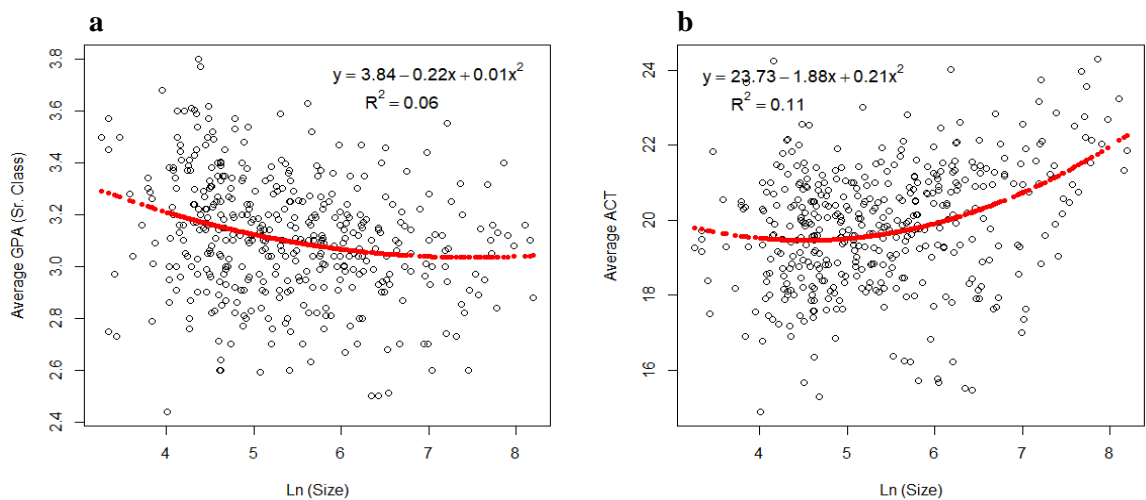 a
y = 3.84 − 0.22x + 0.01x²
R² = 0.06
Average GPA (Sr. Class)
3.8
3.6
3.4
3.2
3.0
2.8
2.6
2.4
4 5 6 7 8
Ln (Size)
b
y = 23.73 − 1.88x + 0.21x²
R² = 0.11
Average ACT
24
22
20
18
16
4 5 6 7 8
Ln (Size)